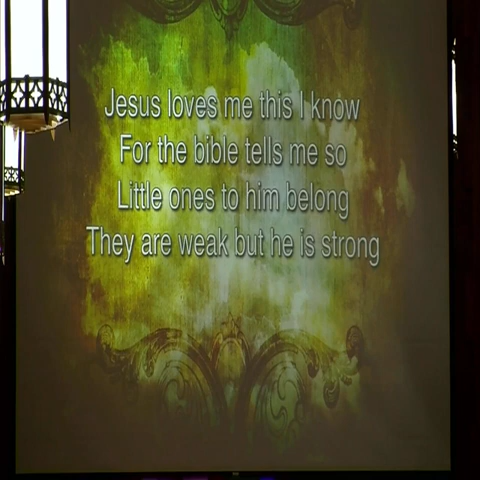 Jesus loves me this I know
For the bible tells me so
Little ones to him belong
They are weak but he is strong